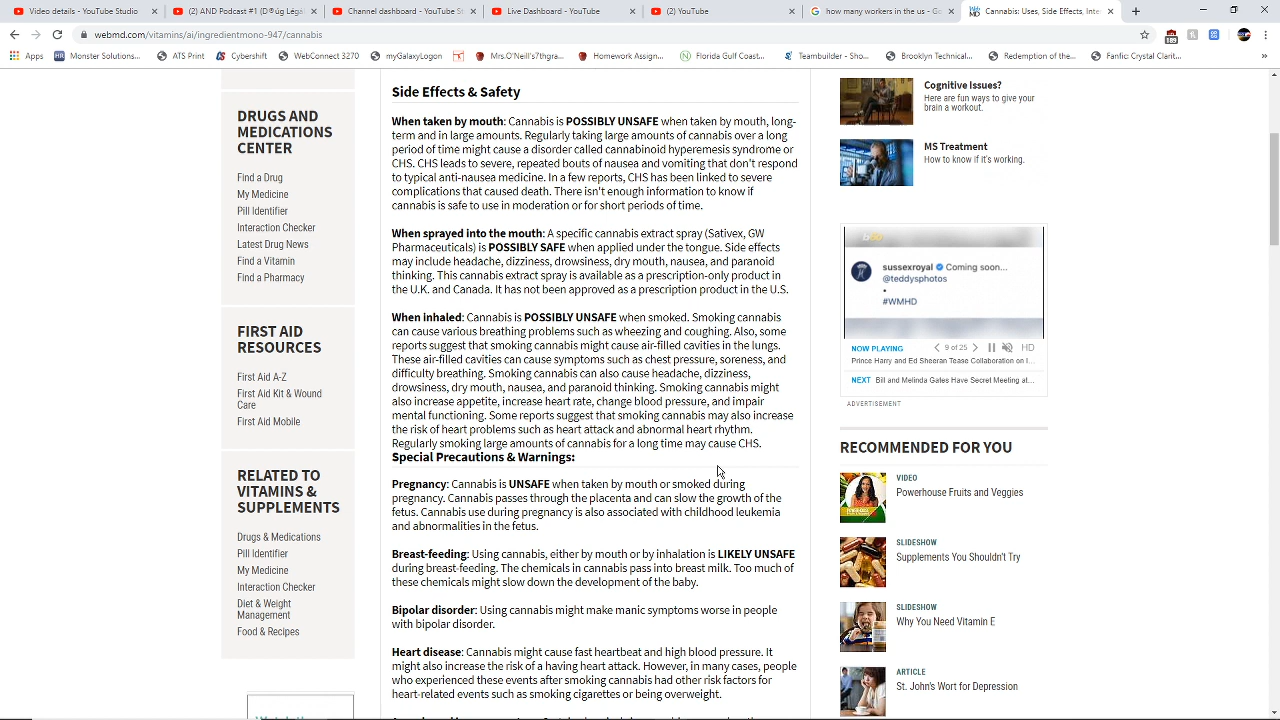 Video details - YouTube Studio
(2) AND Podcast #1 {D®úg Légal
Channel dashboard - YouTube St
Live Dashboard - YouTube
(2) YouTube
how many workers in the us - Go
Cannabis: Uses, Side Effects, Inte
webmd.com/vitamins/ai/ingredientmono-947/cannabis
189
Apps
Monster Solutions...
ATS Print
Cybershift
WebConnect 3270
myGalaxyLogon
Mrs.O'Neill's7thgra...
Homework Assign...
Florida Gulf Coast...
Teambuilder - Sho...
Brooklyn Technical...
Redemption of the...
Fanfic: Crystal Clarit...
DRUGS AND
MEDICATIONS
CENTER
Find a Drug
My Medicine
Pill Identifier
Interaction Checker
Latest Drug News
Find a Vitamin
Find a Pharmacy
FIRST AID
RESOURCES
First Aid A-Z
First Aid Kit & Wound
Care
First Aid Mobile
RELATED TO
VITAMINS &
SUPPLEMENTS
Drugs & Medications
Pill Identifier
My Medicine
Interaction Checker
Diet & Weight
Management
Food & Recipes
Side Effects & Safety
When taken by mouth: Cannabis is POSSIBLY UNSAFE when taken by mouth, long-
term and in large amounts. Regularly taking large amounts of cannabis over a long
period of time might cause a disorder called cannabinoid hyperemesis syndrome or
CHS. CHS leads to severe, repeated bouts of nausea and vomiting that don't respond
to typical anti-nausea medicine. In a few reports, CHS has been linked to severe
complications that caused death. There isn't enough information to know if
cannabis is safe to use in moderation or for short periods of time.
When sprayed into the mouth: A specific cannabis extract spray (Sativex, GW
Pharmaceuticals) is POSSIBLY SAFE when applied under the tongue. Side effects
may include headache, dizziness, drowsiness, dry mouth, nausea, and paranoid
thinking. This cannabis extract spray is available as prescription-only product in
the U.K. and Canada. It has not been approved as a prescription product in the U.S.
When inhaled: Cannabis is POSSIBLY UNSAFE when smoked. Smoking cannabis
can cause various breathing problems such as wheezing and coughing. Also, some
reports suggest that smoking cannabis might cause air-filled cavities in the lungs.
These air-filled cavities can cause symptoms such as chest pressure, soreness, and
difficulty breathing. Smoking cannabis can also cause headache, dizziness,
drowsiness, dry mouth, nausea, and paranoid thinking. Smoking cannabis might
also increase appetite, increase heart rate, change blood pressure, and impair
mental functioning. Some reports suggest that smoking cannabis may also increase
the risk of heart problems such as heart attack and abnormal heart rhythm.
Regularly smoking large amounts of cannabis for a long time may cause CHS.
Special Precautions & Warnings:
Pregnancy: Cannabis is UNSAFE when taken by mouth or smoked during
pregnancy. Cannabis passes through the placenta and can slow the growth of the
fetus. Cannabis use during pregnancy is also associated with childhood leukemia
and abnormalities in the fetus.
Breast-feeding: Using cannabis, either by mouth or by inhalation is LIKELY UNSAFE
during breast-feeding. The chemicals in cannabis pass into breast milk. Too much of
these chemicals might slow down the development of the baby.
Bipolar disorder: Using cannabis might make manic symptoms worse in people
with bipolar disorder.
Heart disease: Cannabis might cause fast heartbeat and high blood pressure. It
might also increase the risk of a having heart attack. However, in many cases, people
who experienced these events after smoking cannabis had other risk factors for
heart-related events such as smoking cigarettes or being overweight.
Cognitive Issues?
Here are fun ways to give your
brain a workout.
MS Treatment
How to know if it's working.
sussexroyal Coming soon...
@teddysphotos
•
#WMHD
NOW PLAYING
9 of 25
HD
Prince Harry and Ed Sheeran Tease Collaboration on I...
NEXT Bill and Melinda Gates Have Secret Meeting at...
ADVERTISEMENT
RECOMMENDED FOR YOU
VIDEO
Powerhouse Fruits and Veggies
SLIDESHOW
Supplements You Shouldn't Try
SLIDESHOW
Why You Need Vitamin E
ARTICLE
St. John's Wort for Depression